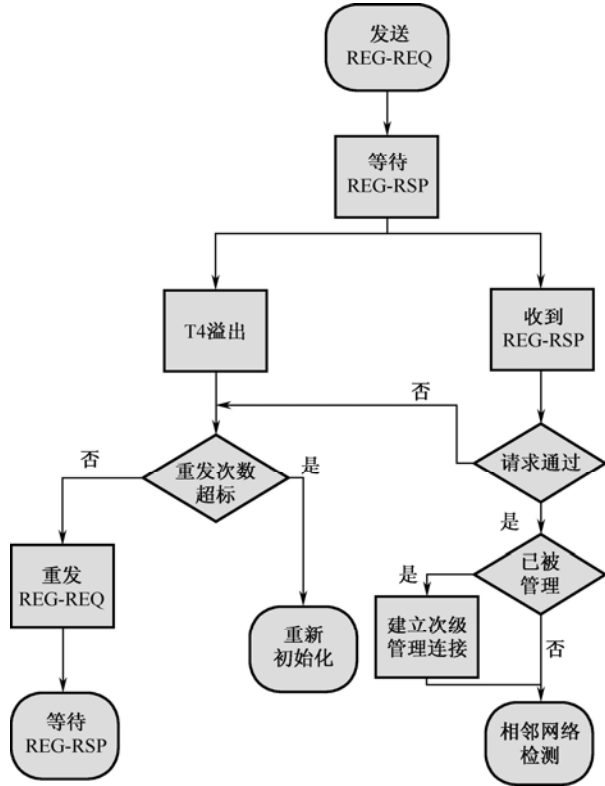 发送
REG-REQ
等待
REG-RSP
T4溢出
收到
REG-RSP
否
请求通过
否
重发次数
超标
是
是
已被
管理
是
重发
REG-REQ
重新
初始化
建立次级
管理连接
否
等待
REG-RSP
相邻网络
检测